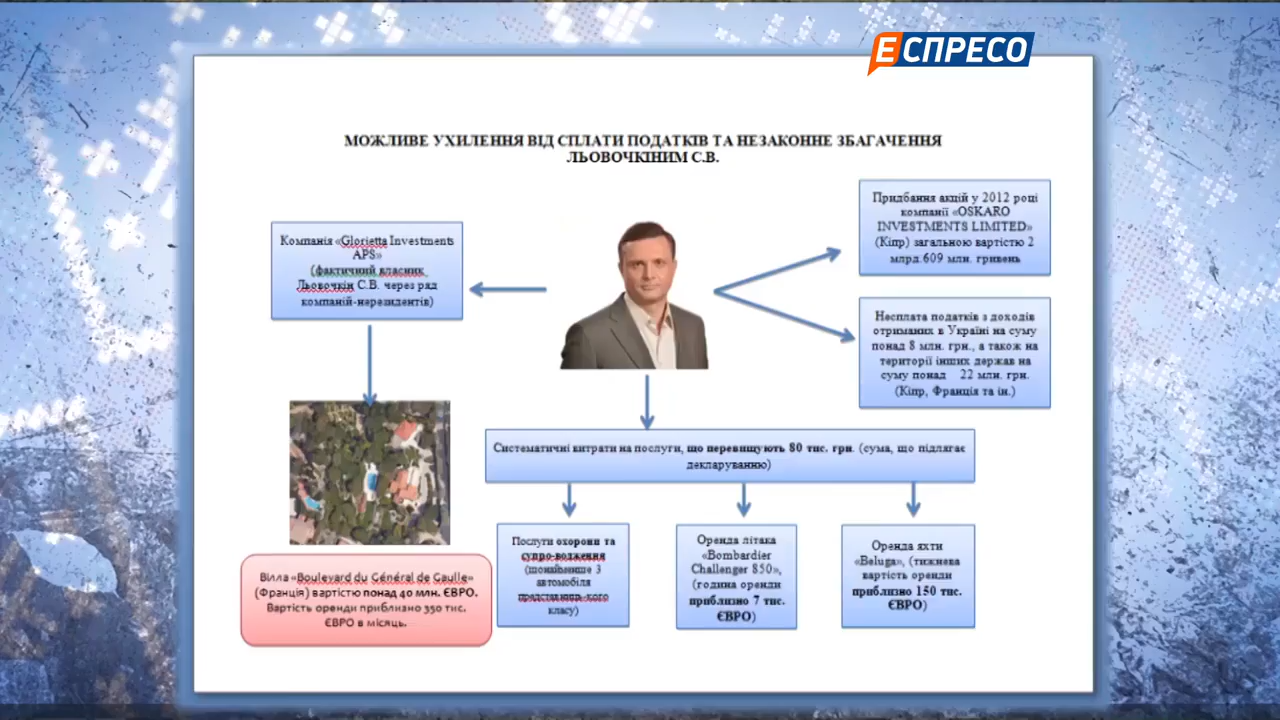 ЕСПРЕСО
МОЖЛИВЕ УХИЛЕННЯ ВІД СПЛАТИ ПОДАТКІВ ТА НЕЗАКОННЕ ЗБАГАЧЕННЯ
ЛЬОВОЧКІНИМ С.В.
Компанія «Glorietta Investments
APS»
(фактичний власник
Льовочкін С.В. через ряд
компаній-нерезидентів)
Придбання акцій у 2012 році
компанії «OSKARO
INVESTMENTS LIMITED»
(Кіпр) загальною вартістю 2
млрд.609 млн. гривень
Несплата податків з доходів
отриманих в Україні на суму
понад 8 млн. грн., а також на
території інших держав на
суму понад 22 млн. грн.
(Кіпр, Франція та ін.)
Систематичні витрати на послуги, що перевищують 80 тис. грн. (сума, що підлягає
декларуванню)
Вілла «Boulevard du Général de Gaulle»
(Франція) вартістю понад 40 млн. ЄВРО.
Вартість оренди приблизно 350 тис.
ЄВРО в місяць.
Послуги охорони та
супро-водження
(щонайменше 3
автомобіля
представниць-кого
класу)
Оренда літака
«Bombardier
Challenger 850»,
(година оренди
приблизно 7 тис.
ЄВРО)
Оренда яхти
«Beluga», (тижнева
вартість оренди
приблизно 150 тис.
ЄВРО)